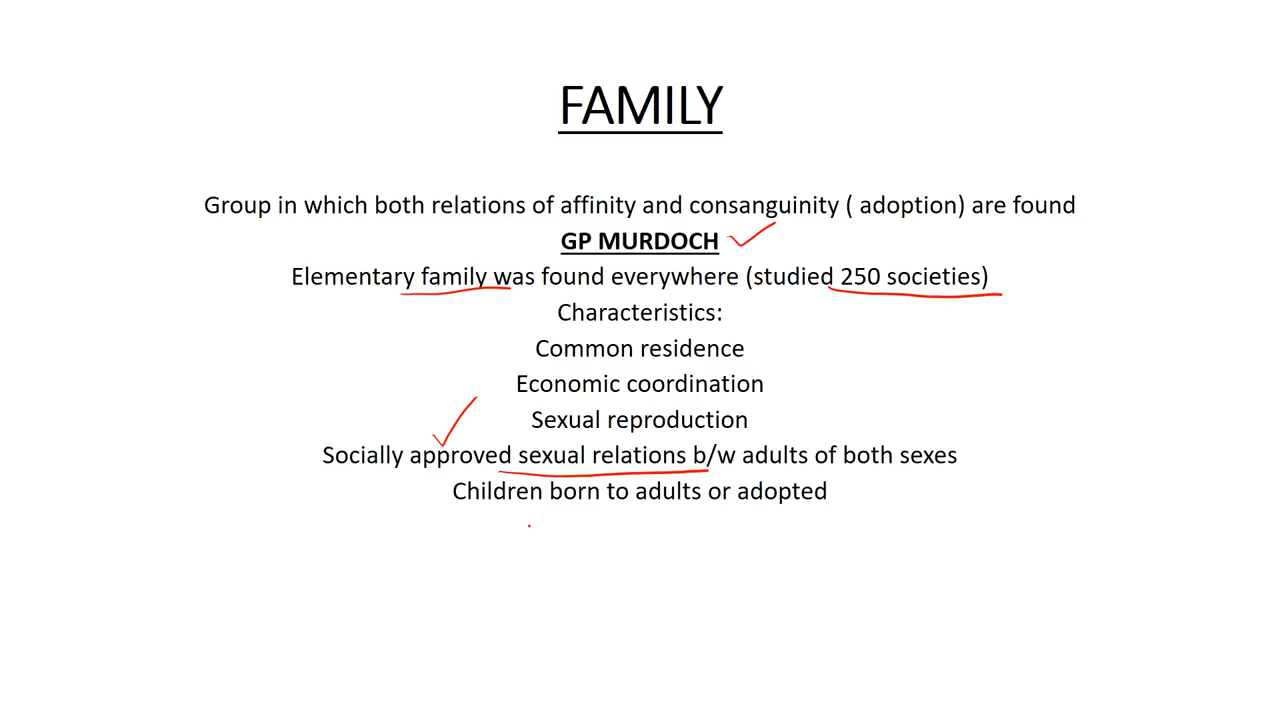 FAMILY
Group in which both relations of affinity and consanguinity ( adoption) are found
GP MURDOCH
Elementary family was found everywhere (studied 250 societies)
Characteristics:
Common residence
Economic coordination
Sexual reproduction
Socially approved sexual relations b/w adults of both sexes
Children born to adults or adopted